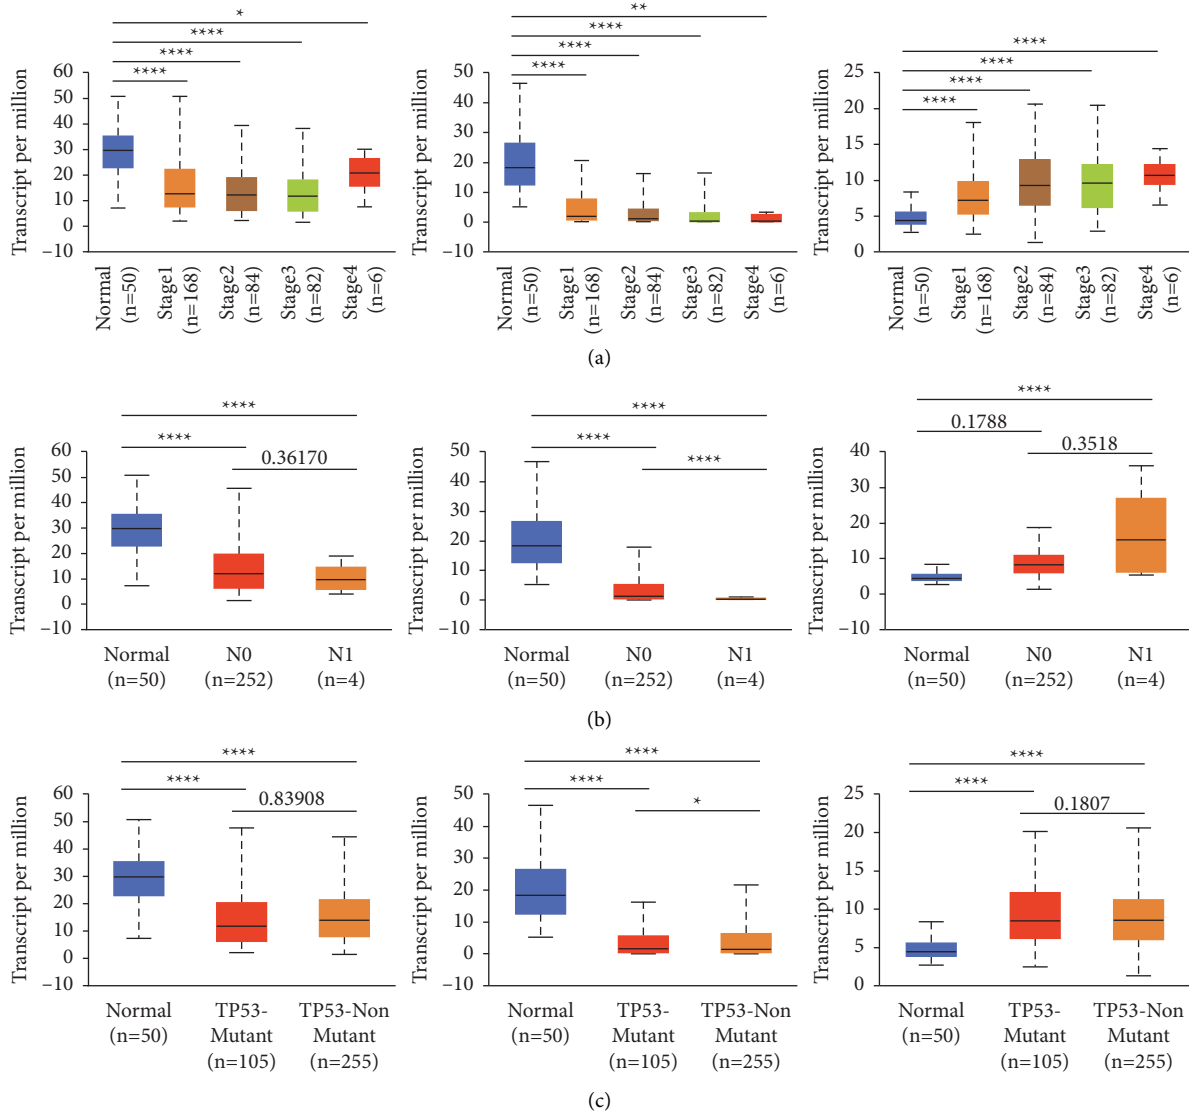 *
****
****
****
Transcript per million
60
50
40
30
20
10
0
–10
Normal
(n=50)
Stage1
(n=168)
Stage2
(n=84)
Stage3
(n=82)
Stage4
(n=6)
**
****
****
****
Transcript per million
50
40
30
20
10
0
–10
Normal
(n=50)
Stage1
(n=168)
Stage2
(n=84)
Stage3
(n=82)
Stage4
(n=6)
****
****
****
****
Transcript per million
25
20
15
10
5
0
Normal
(n=50)
Stage1
(n=168)
Stage2
(n=84)
Stage3
(n=82)
Stage4
(n=6)
(a)
****
****
0.36170
Transcript per million
60
50
40
30
20
10
0
–10
Normal
(n=50)
N0
(n=252)
N1
(n=4)
****
****
****
Transcript per million
50
40
30
20
10
0
–10
Normal
(n=50)
N0
(n=252)
N1
(n=4)
****
0.1788
0.3518
Transcript per million
40
30
20
10
0
–10
Normal
(n=50)
N0
(n=252)
N1
(n=4)
(b)
****
****
0.83908
Transcript per million
60
50
40
30
20
10
0
–10
Normal
(n=50)
TP53-
Mutant
(n=105)
TP53-Non
Mutant
(n=255)
****
****
*
Transcript per million
50
40
30
20
10
0
–10
Normal
(n=50)
TP53-
Mutant
(n=105)
TP53-Non
Mutant
(n=255)
****
****
0.1807
Transcript per million
25
20
15
10
5
0
Normal
(n=50)
TP53-
Mutant
(n=105)
TP53-Non
Mutant
(n=255)
(c)